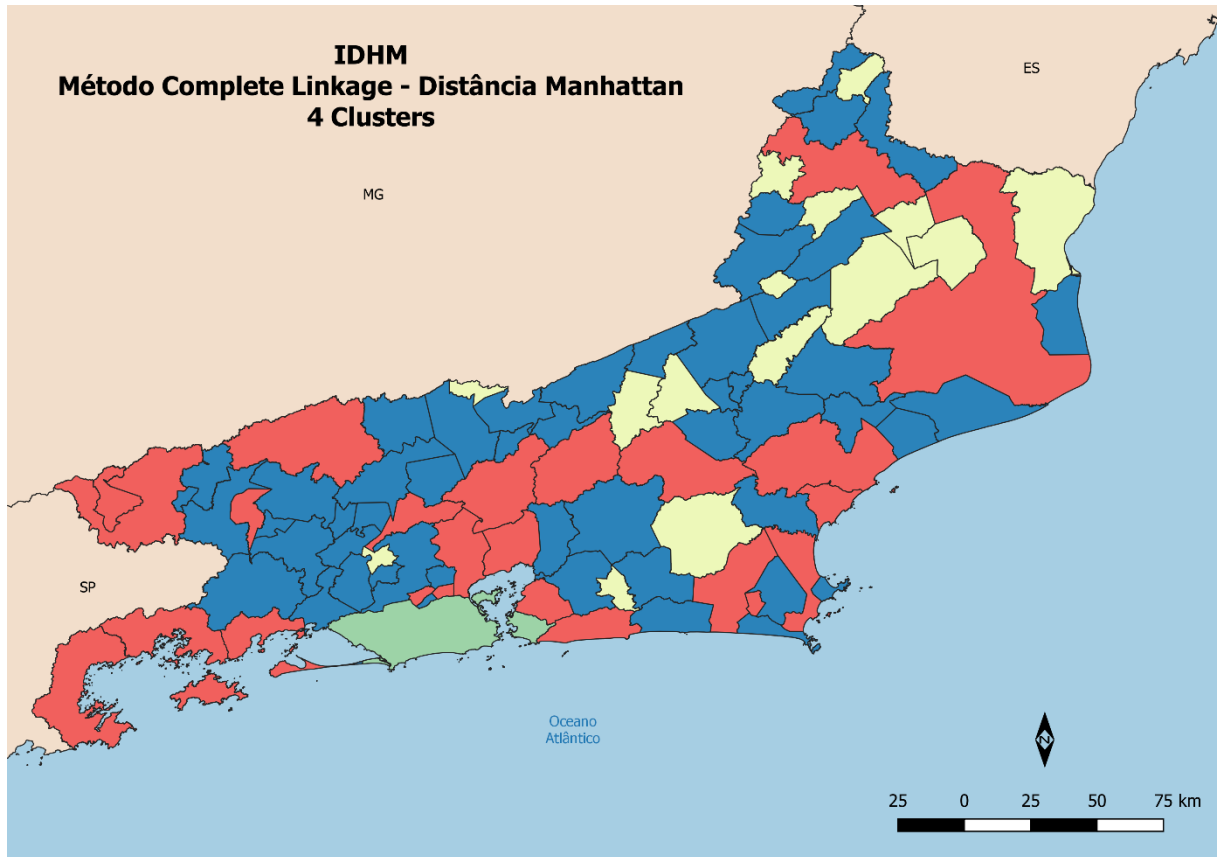 IDHM
Método Complete Linkage - Distância Manhattan
4 Clusters
ES
MG
SP
Oceano
Atlântico
N
25 0 25 50 75 km